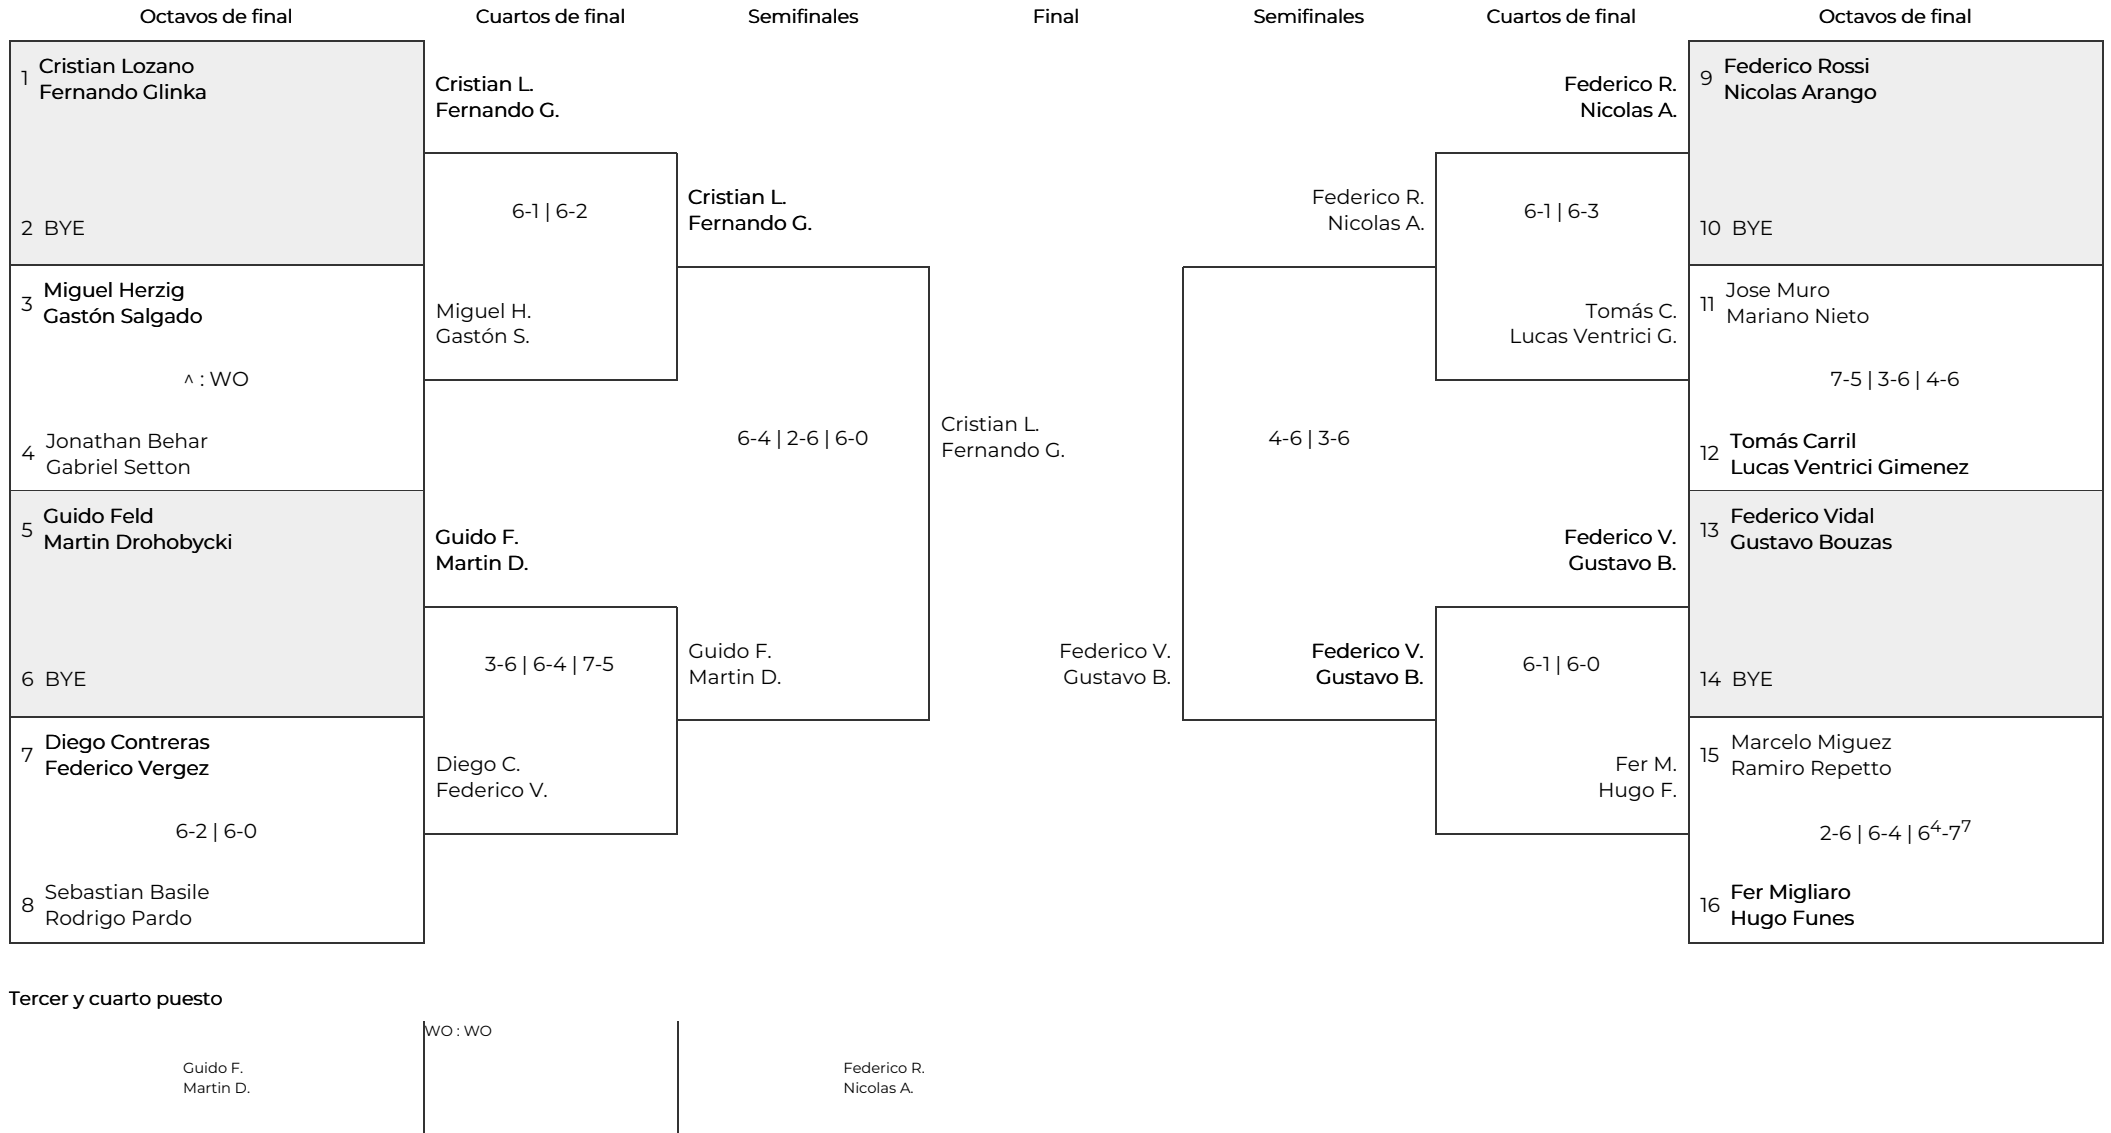 Octavos de final
Cuartos de final
Semifinales
Final
Semifinales
Cuartos de final
Octavos de final
1
Cristian Lozano
Fernando Glinka
2 BYE
3
Miguel Herzig
Gastón Salgado
^ : WO
4
Jonathan Behar
Gabriel Setton
5
Guido Feld
Martin Drohobycki
6 BYE
7
Diego Contreras
Federico Vergez
6-2 | 6-0
8
Sebastian Basile
Rodrigo Pardo
Cristian L.
Fernando G.
6-1 | 6-2
Miguel H.
Gastón S.
Guido F.
Martin D.
3-6 | 6-4 | 7-5
Diego C.
Federico V.
Cristian L.
Fernando G.
6-4 | 2-6 | 6-0
Guido F.
Martin D.
Cristian L.
Fernando G.
Federico V.
Gustavo B.
Federico R.
Nicolas A.
4-6 | 3-6
Federico V.
Gustavo B.
Federico R.
Nicolas A.
6-1 | 6-3
Tomás C.
Lucas Ventrici G.
Federico V.
Gustavo B.
6-1 | 6-0
Fer M.
Hugo F.
9
Federico Rossi
Nicolas Arango
10 BYE
11
Jose Muro
Mariano Nieto
7-5 | 3-6 | 4-6
12
Tomás Carril
Lucas Ventrici Gimenez
13
Federico Vidal
Gustavo Bouzas
14 BYE
15
Marcelo Miguez
Ramiro Repetto
2-6 | 6-4 | 6⁴-7⁷
16
Fer Migliaro
Hugo Funes
Tercer y cuarto puesto
Guido F.
Martin D.
WO : WO
Federico R.
Nicolas A.